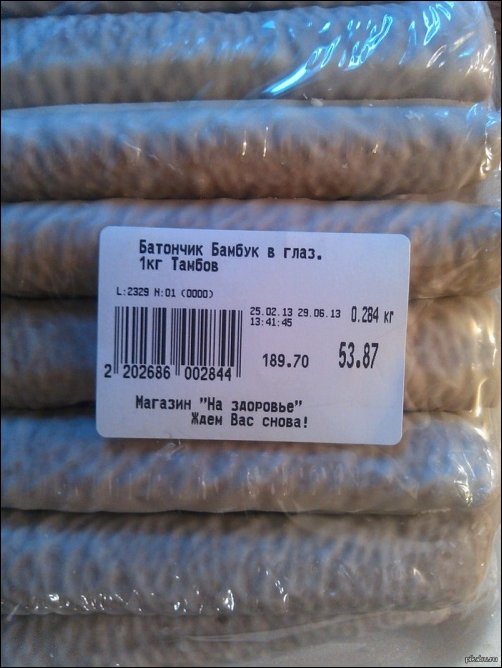 Батончик Бамбук в глаз.
1кг Тамбов
L:2329 N:01 (0000)
25.02.13 29.06.13 0.284 кг
13:41:45
189.70 53.87
2 202686 002844
Магазин "На здоровье"
Ждем Вас снова!